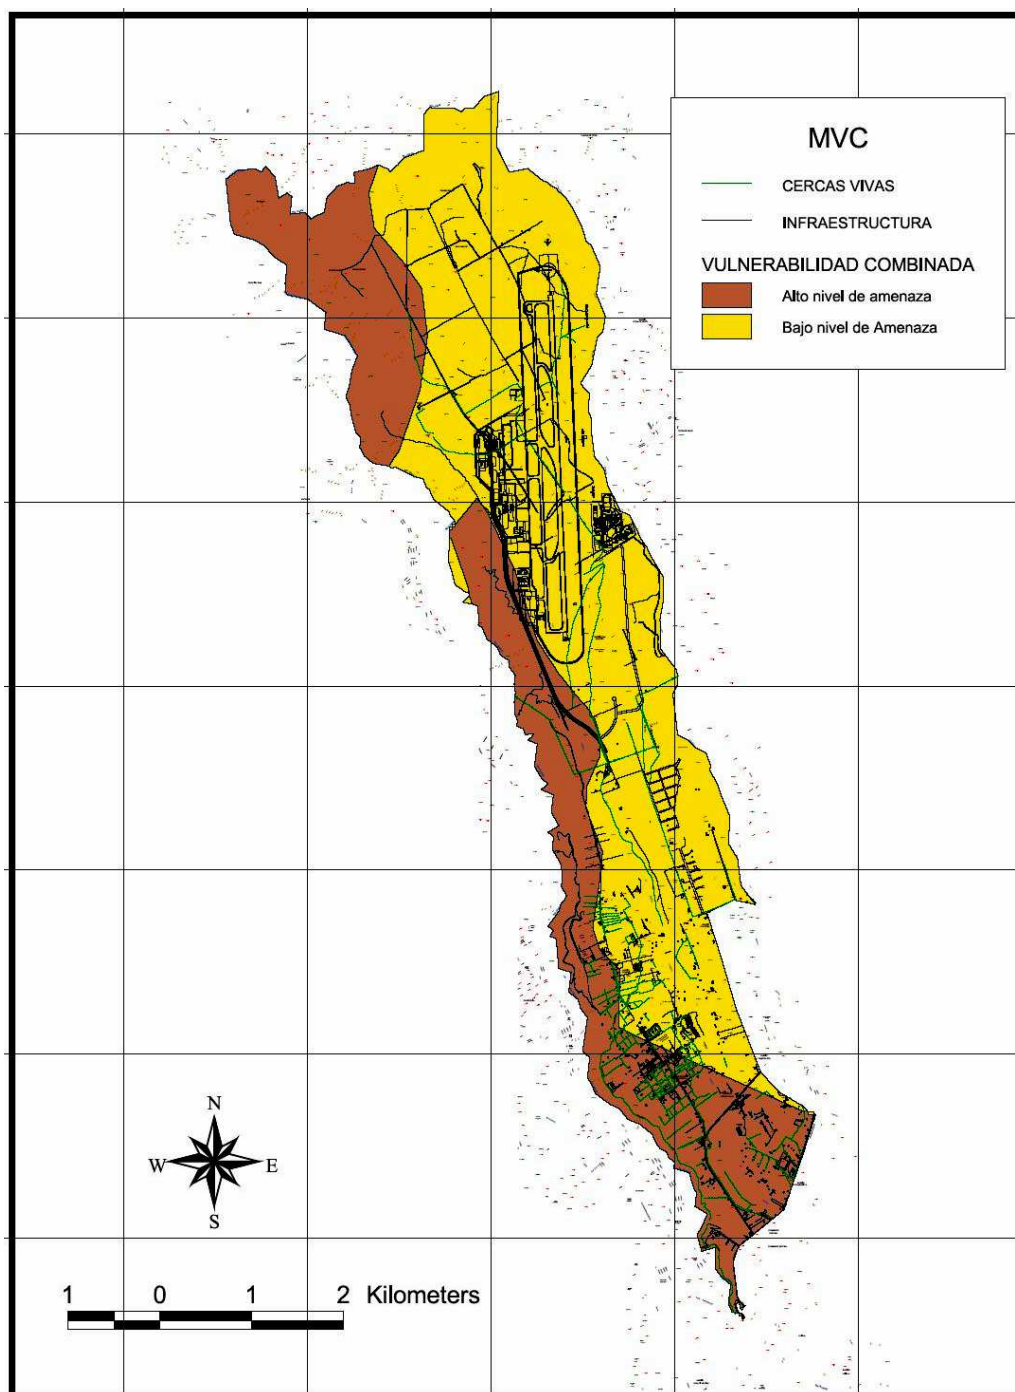 MVC
CERCAS VIVAS
INFRAESTRUCTURA
VULNERABILIDAD COMBINADA
Alto nivel de amenaza
Bajo nivel de Amenaza
N
W E
S
1 0 1 2 Kilometers